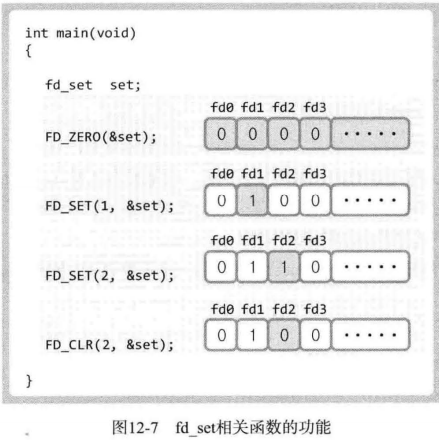 int main(void)
{
fd_set  set;
fd0 fd1 fd2 fd3
FD_ZERO(&set); 0 0 0 0 ·····
fd0 fd1 fd2 fd3
FD_SET(1, &set); 0 1 0 0 ·····
fd0 fd1 fd2 fd3
FD_SET(2, &set); 0 1 1 0 ·····
fd0 fd1 fd2 fd3
FD_CLR(2, &set); 0 1 0 0 ·····
}
图12-7 fd_set相关函数的功能